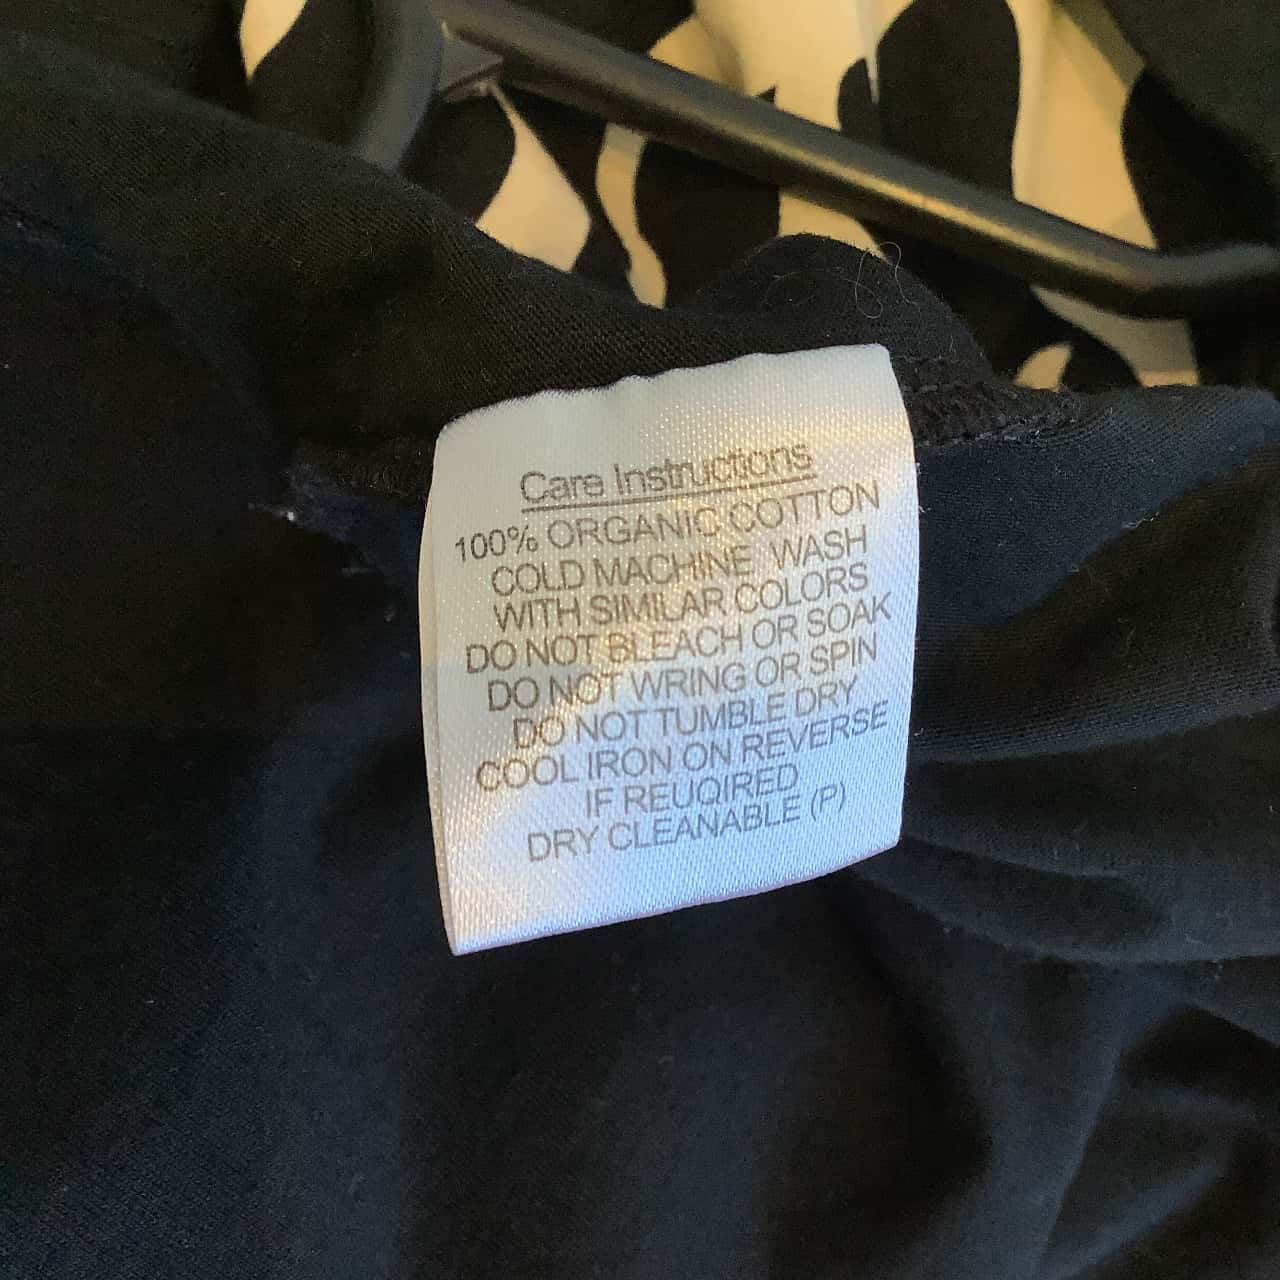 Care Instructions
100% ORGANIC COTTON
COLD MACHINE WASH
WITH SIMILAR COLORS
DO NOT BLEACH OR SOAK
DO NOT WRING OR SPIN
DO NOT TUMBLE DRY
COOL IRON ON REVERSE
IF REUQIRED
DRY CLEANABLE (P)